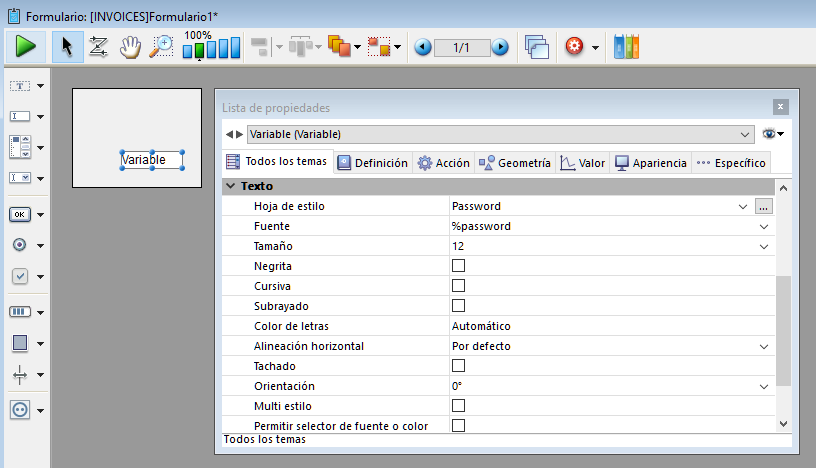 Formulario: [INVOICES]Formulario1*
100%
1/1
T
OK
Variable
Lista de propiedades
Variable (Variable)
Todos los temas Definición Acción Geometría Valor Apariencia Específico
Texto
Hoja de estilo Password ...
Fuente %password
Tamaño 12
Negrita
Cursiva
Subrayado
Color de letras Automático
Alineación horizontal Por defecto
Tachado
Orientación 0°
Multi estilo
Permitir selector de fuente o color
Todos los temas